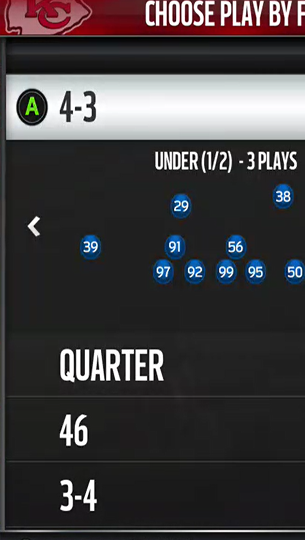 KC
CHOOSE PLAY BY F
A 4-3
UNDER (1/2) - 3 PLAYS
29 38
39 91 56
97 92 99 95 50
QUARTER
46
3-4